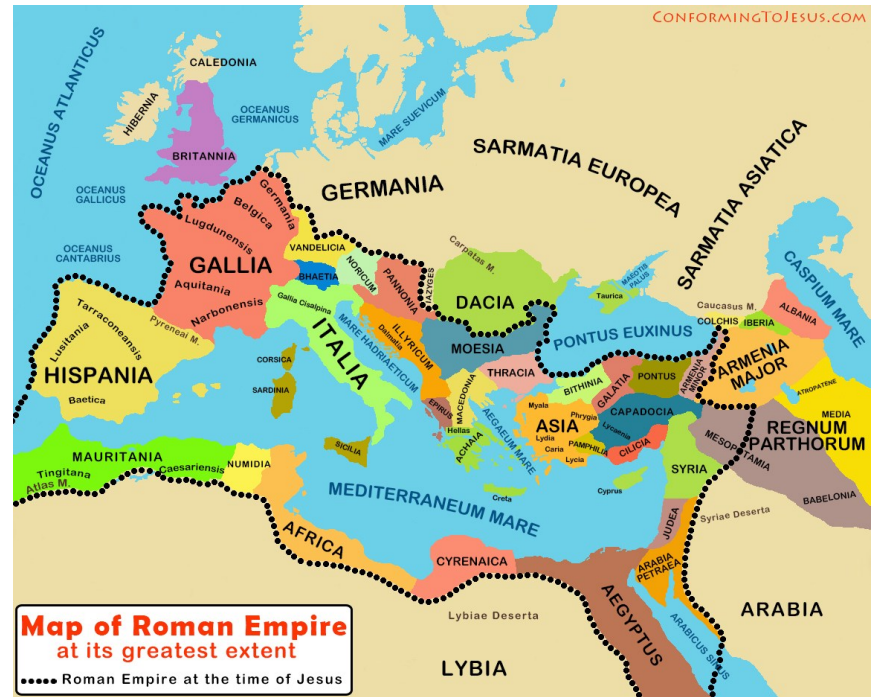 ConformingToJesus.com
CALEDONIA
HIBERNIA
OCEANUS ATLANTICUS
OCEANUS
GERMANICUS
MARE SUEVICUM
BRITANNIA
SARMATIA EUROPEA
SARMATIA ASIATICA
GERMANIA
OCEANUS
GALLICUS
Germania
Belgica
Lugdunensis
OCEANUS
CANTABRIUS
GALLIA
Aquitania
Narbonensis
VANDELICIA
BHAETIA
NORICUM
PANNONIA
IAZYGES
Carpatas M.
DACIA
Taurica
MAEOTIS
PALUS
CASPIUM MARE
Caucasus M.
COLCHIS
IBERIA
ALBANIA
Gallia Cisalpina
ITALIA
MARE HADRIAETICUM
ILLYRICUM
Dalmatia
MOESIA
PONTUS EUXINUS
Tarraconeansis
Lusitania
Pyreneai M.
HISPANIA
Baetica
CORSICA
SARDINIA
THRACIA
MACEDONIA
EPIRUS
Hellas
ACHAIA
AEGAEUM MARE
BITHINIA
GALATIA
PONTUS
ARMENIA
MINOR
ARMENIA
MAJOR
ATROPATENE
MEDIA
Myala
Phrygia
ASIA
Lydia
Caria
Lycia
PAMPHILIA
Lycaenia
CAPADOCIA
CILICIA
REGNUM
PARTHORUM
MESOPOTAMIA
BABELONIA
MAURITANIA
Tingitana
Atlas M.
Caesariensis
NUMIDIA
SICILIA
MEDITERRANEUM MARE
Creta
Cyprus
SYRIA
Syriae Deserta
JUDEA
AFRICA
CYRENAICA
ARABIA
PETRAEA
AEGYPTUS
ARABICUS SINUS
ARABIA
Lybiae Deserta
LYBIA
Map of Roman Empire
at its greatest extent
Roman Empire at the time of Jesus